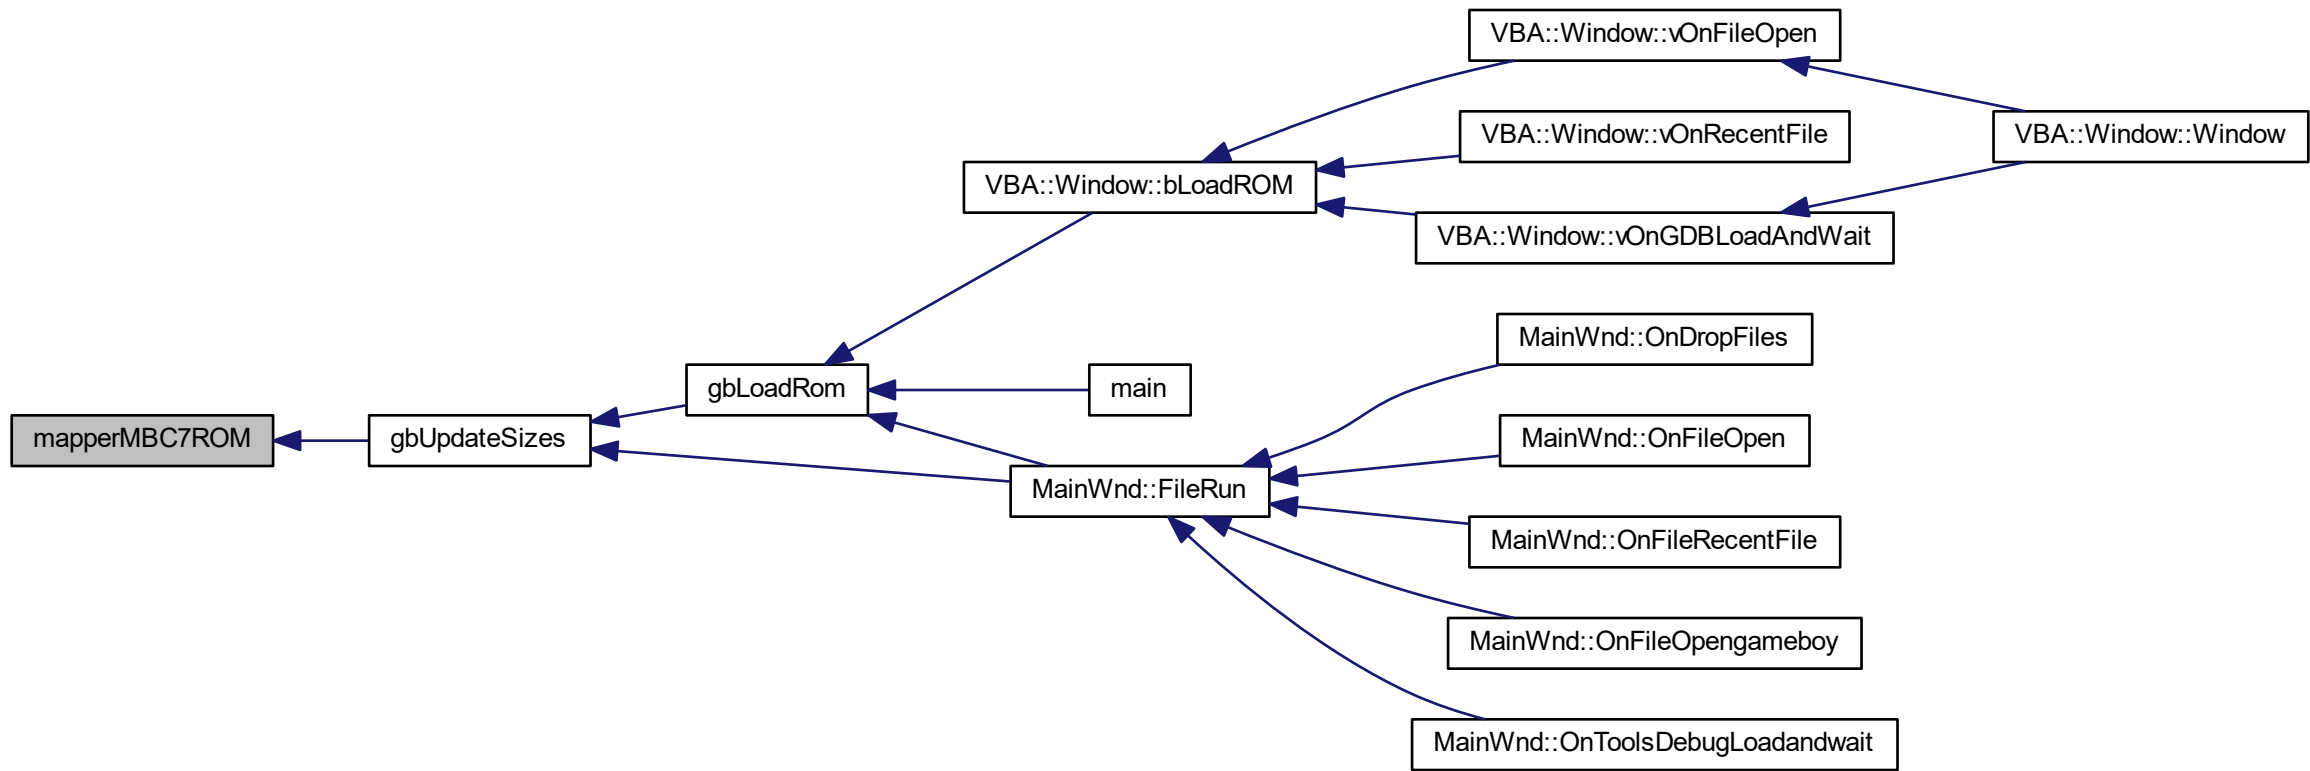 VBA::Window::vOnFileOpen
VBA::Window::vOnRecentFile
VBA::Window::Window
VBA::Window::bLoadROM
VBA::Window::vOnGDBLoadAndWait
MainWnd::OnDropFiles
gbLoadRom
main
mapperMBC7ROM
gbUpdateSizes
MainWnd::OnFileOpen
MainWnd::FileRun
MainWnd::OnFileRecentFile
MainWnd::OnFileOpengameboy
MainWnd::OnToolsDebugLoadandwait